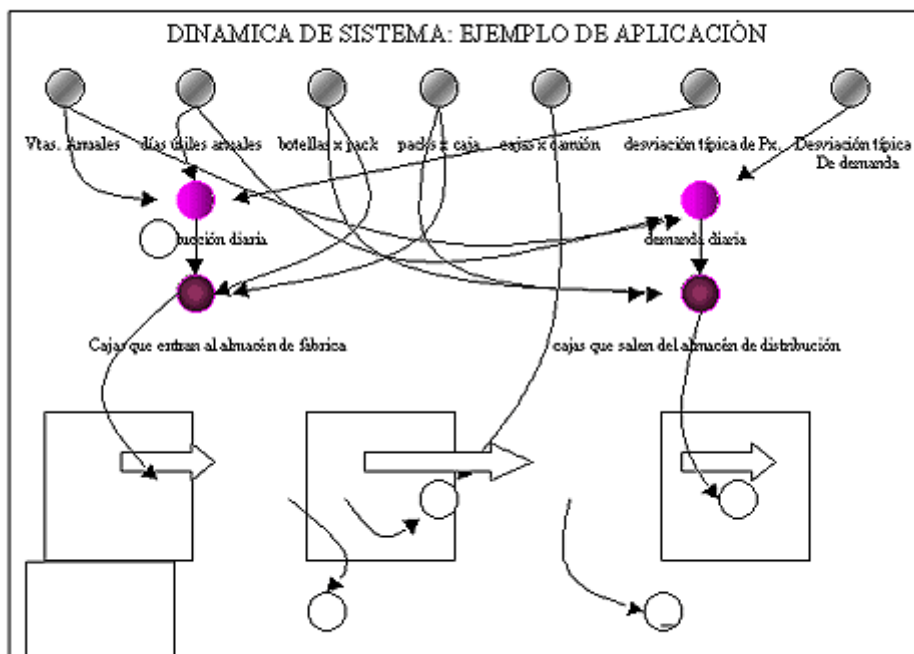 DINAMICA DE SISTEMA: EJEMPLO DE APLICACIÓN
Vtas. Anuales
días útiles anuales
botellas x pack
packs x caja
cajas x camión
desviación típica de Px.
Desviación típica
De demanda
ucción diaria
demanda diaria
Cajas que entran al almacén de fábrica
cajas que salen del almacén de distribución